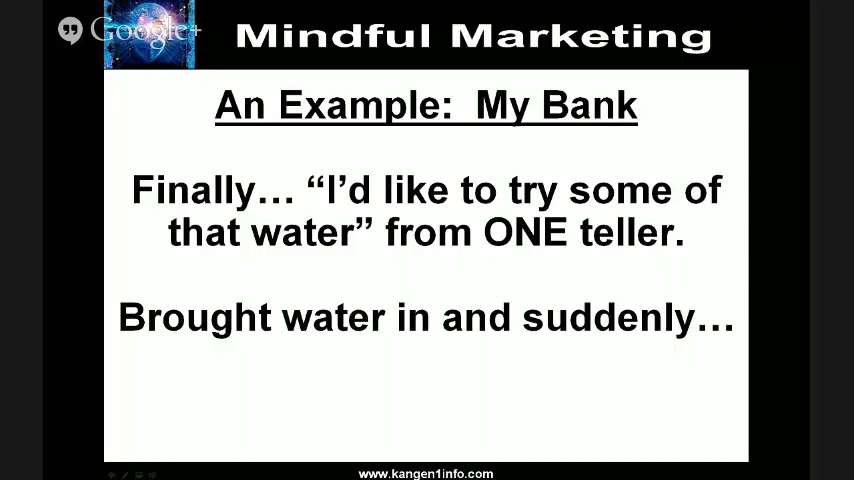 Google+
Mindful Marketing
An Example: My Bank
Finally… “I’d like to try some of
that water” from ONE teller.
Brought water in and suddenly…
www.kangen1info.com